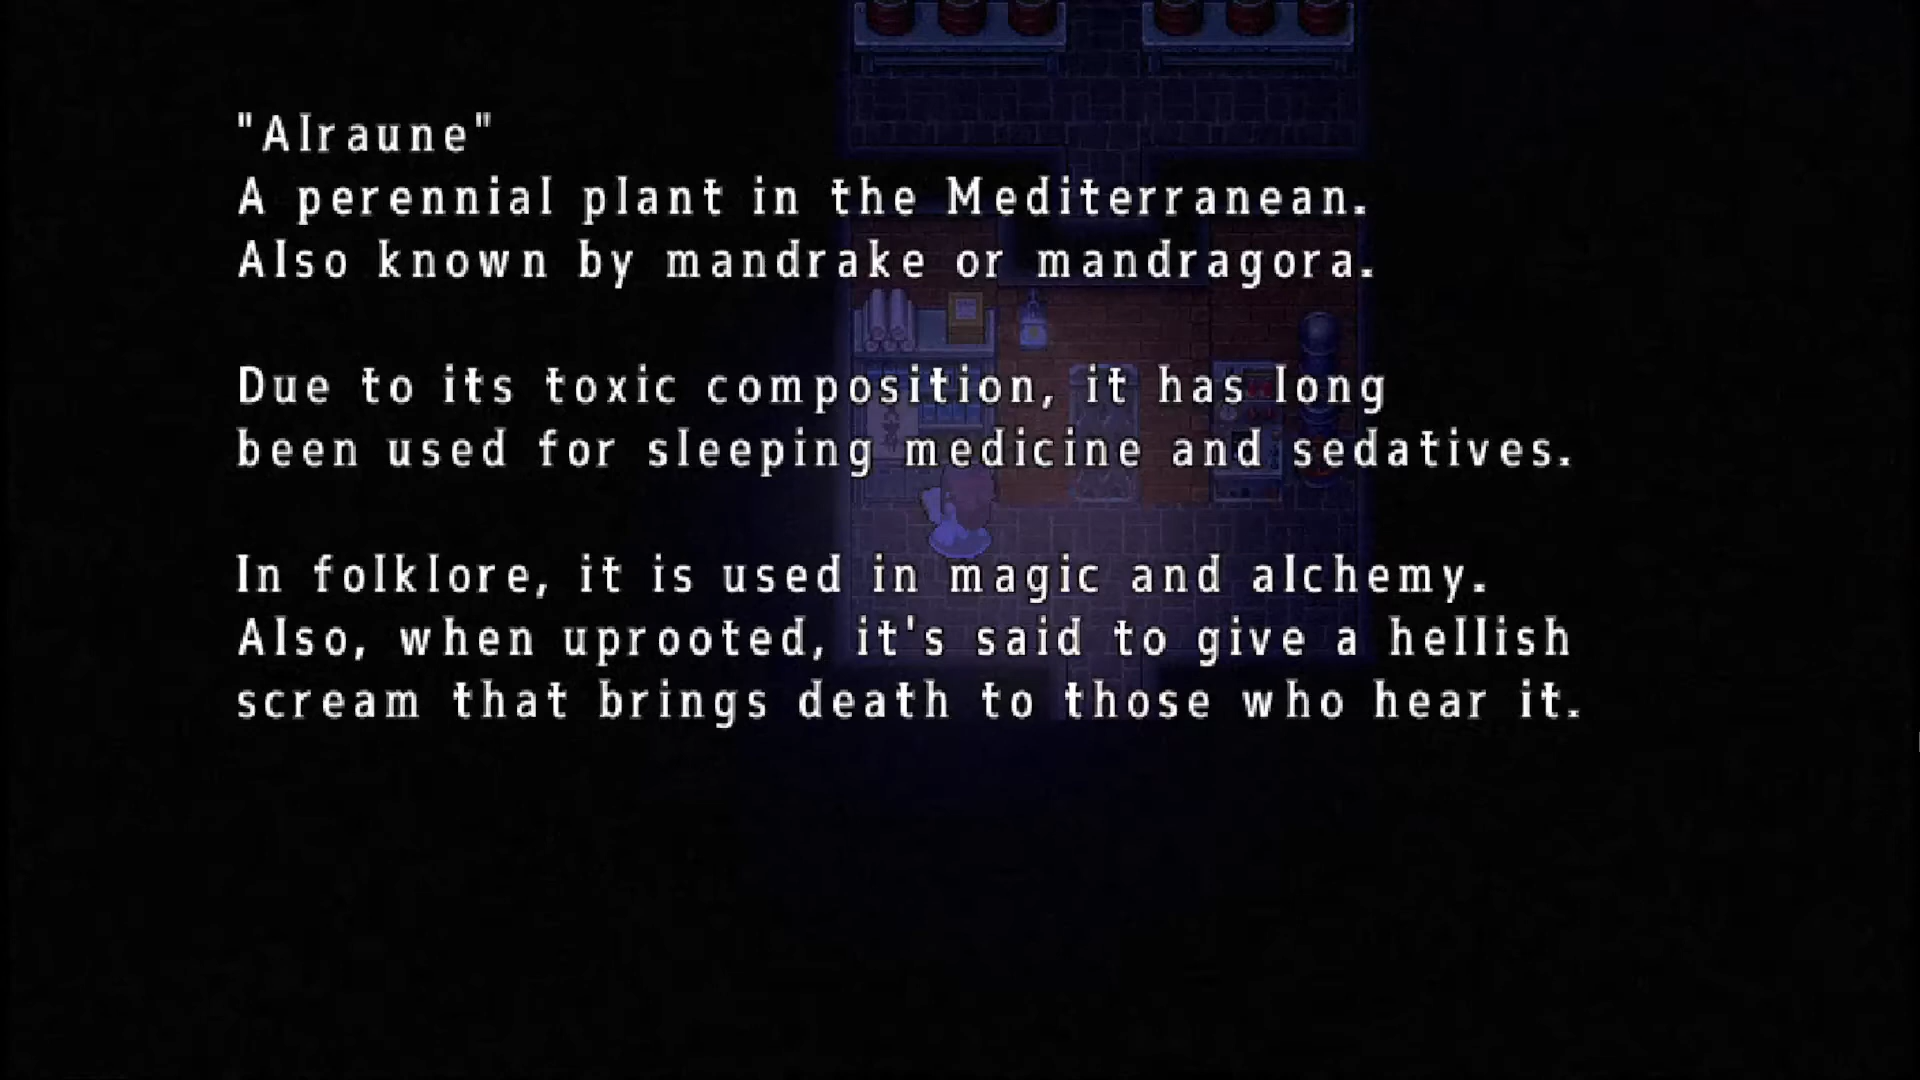 "Alraune"
A perennial plant in the Mediterranean.
Also known by mandrake or mandragora.
Due to its toxic composition, it has long
been used for sleeping medicine and sedatives.
In folklore, it is used in magic and alchemy.
Also, when uprooted, it's said to give a hellish
scream that brings death to those who hear it.